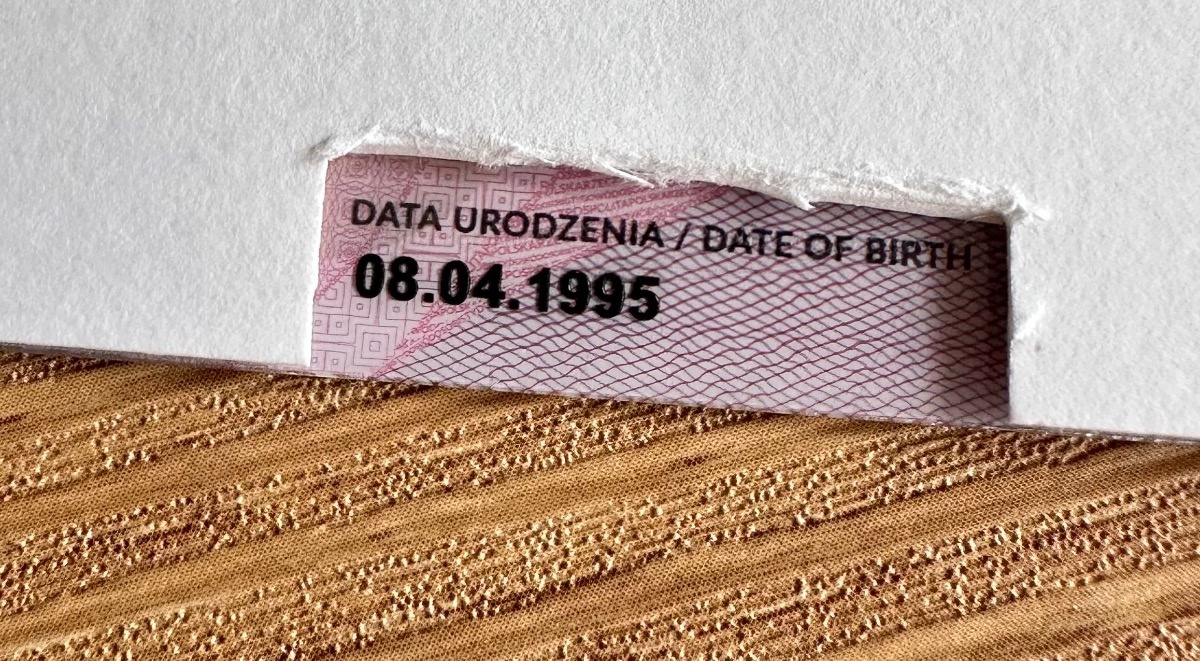 DATA URODZENIA / DATE OF BIRTH
08.04.1995